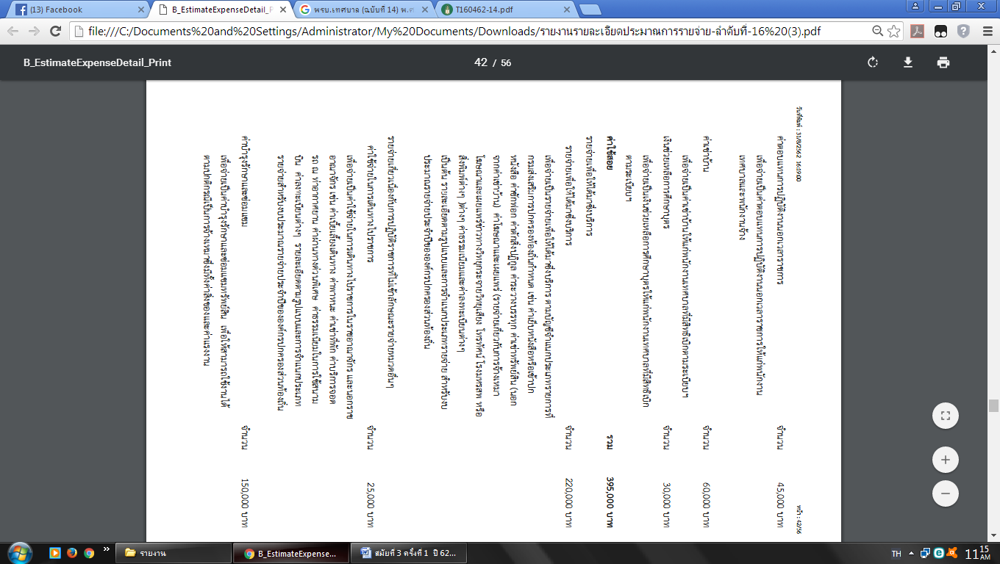 (13) Facebook
B_EstimateExpenseDetail_P
พรบ.เทศบาล (ฉบับที่ 14) พ.ศ
T160462-14.pdf
file:///C:/Documents%20and%20Settings/Administrator/My%20Documents/Downloads/รายงานรายละเอียดประมาณการรายจ่าย-ลำดับที่-16%20(3).pdf
B_EstimateExpenseDetail_Print
42 / 56
วันที่พิมพ์ : 31/8/2562 16:19:00
หน้า : 42/56
ค่าตอบแทนการปฏิบัติงานนอกเวลาราชการ จำนวน 45,000 บาท
เพื่อจ่ายเป็นค่าตอบแทนการปฏิบัติงานนอกเวลาราชการให้แก่พนักงาน
เทศบาลและพนักงานจ้าง
ค่าเช่าบ้าน จำนวน 60,000 บาท
เพื่อจ่ายเป็นค่าเช่าบ้านให้แก่พนักงานเทศบาลที่มีสิทธิเบิกตามระเบียบฯ
เงินช่วยเหลือการศึกษาบุตร จำนวน 30,000 บาท
เพื่อจ่ายเป็นเงินช่วยเหลือการศึกษาบุตรให้แก่พนักงานเทศบาลที่มีสิทธิเบิก
ตามระเบียบฯ
ค่าใช้สอย รวม 395,000 บาท
รายจ่ายเพื่อให้ได้มาซึ่งบริการ
รายจ่ายเพื่อให้ได้มาซึ่งบริการ จำนวน 220,000 บาท
เพื่อจ่ายเป็นรายจ่ายเพื่อให้ได้มาซึ่งบริการ ตามบัญชีจำแนกประเภทรายการที่
กรมส่งเสริมการปกครองท้องถิ่นกำหนด เช่น ค่าเย็บหนังสือหรือเข้าปก
หนังสือ ค่าซักฟอก ค่าตักสิ่งปฏิกูล ค่าระวางบรรทุก ค่าเช่าทรัพย์สิน (นอก
จากค่าเช่าบ้าน) ค่าโฆษณาและเผยแพร่ (รายจ่ายเกี่ยวกับการจ้างเหมา
โฆษณาและเผยแพร่ข่าวทางวิทยุกระจายวิทยุเสียง โทรทัศน์ โรงมหรสพ หรือ
สิ่งพิมพ์ต่างๆ )ต่างๆ ค่าธรรมเนียมและค่าลงทะเบียนต่างๆ
เป็นต้น รายละเอียดตามรูปแบบและการจำแนกประเภทรายจ่าย สำหรับงบ
ประมาณรายจ่ายประจำปีขององค์กรปกครองส่วนท้องถิ่น
รายจ่ายเกี่ยวเนื่องกับการปฏิบัติราชการที่ไม่เข้าลักษณะรายจ่ายหมวดอื่นๆ
ค่าใช้จ่ายในการเดินทางไปราชการ จำนวน 25,000 บาท
เพื่อจ่ายเป็นค่าใช้จ่ายในการเดินทางไปราชการในราชอาณาจักร และนอกราช
อาณาจักร เช่น ค่าเบี้ยเลี้ยงเดินทาง ค่าพาหนะ ค่าเช่าที่พัก ค่าบริการจอด
รถ ณ ท่าอากาศยาน ค่าผ่านทางด่วนพิเศษ ค่าธรรมเนียมในการใช้สนาม
บิน ค่าลงทะเบียนต่างๆ รายละเอียดตามรูปแบบและการจำแนกประเภท
รายจ่ายสำหรับงบประมาณรายจ่ายประจำปีขององค์กรปกครองส่วนท้องถิ่น
ค่าบำรุงรักษาและซ่อมแซม จำนวน 150,000 บาท
เพื่อจ่ายเป็นค่าบำรุงรักษาและซ่อมแซมทรัพย์สิน เพื่อให้สามารถใช้งานได้
ตามปกติกรณีเป็นการจ้างเหมาซึ่งมีทั้งค่าสิ่งของและค่าแรงงาน
รายงาน
B_EstimateExpense...
สมัยที่ 3 ครั้งที่ 1 ปี 62...
TH
11:15 AM